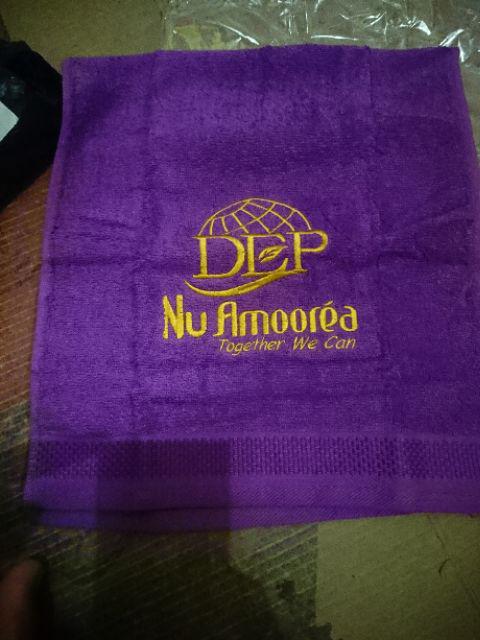 DEP
Nu Amooréa
Together We Can